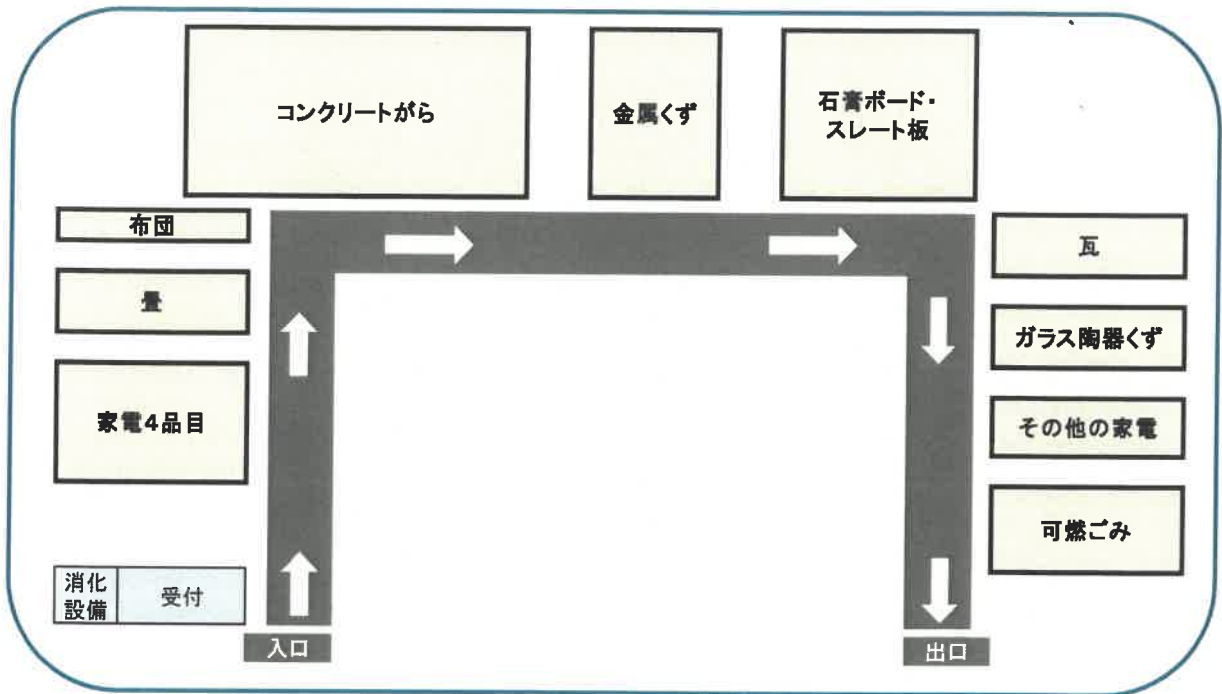 コンクリートがら
金属くず
石膏ボード・
スレート板
布団
畳
家電4品目
消化
設備
受付
入口
瓦
ガラス陶器くず
その他の家電
可燃ごみ
出口